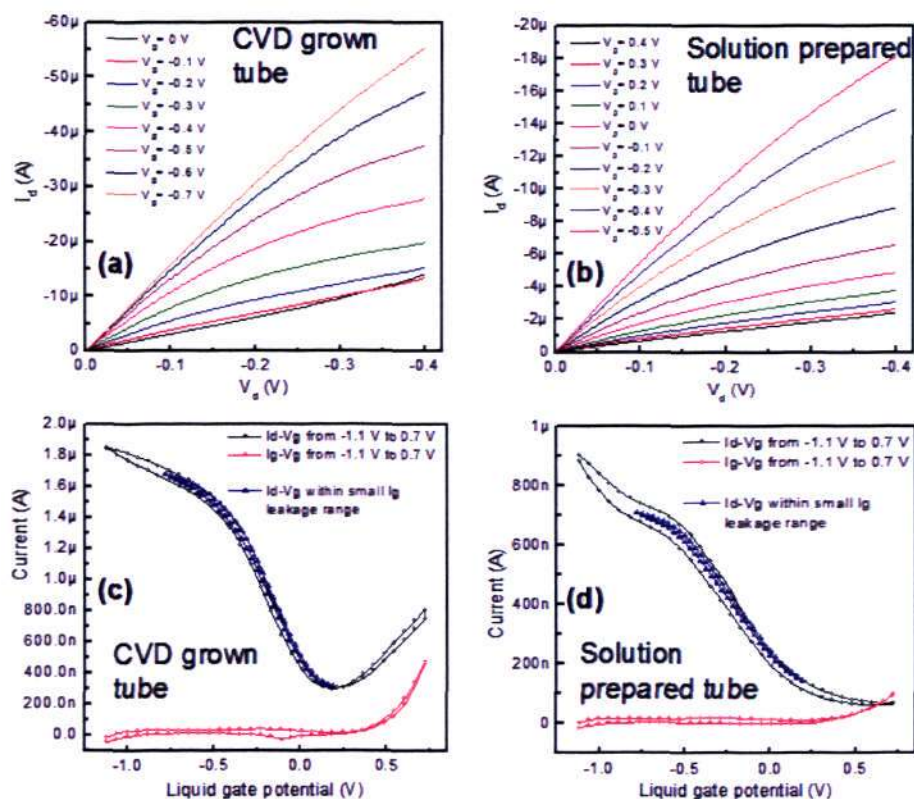 -60µ
-50µ
-40µ
-30µ
-20µ
-10µ
0
I_d (A)
V_g= 0 V
V_g= -0.1 V
V_g= -0.2 V
V_g= -0.3 V
V_g= -0.4 V
V_g= -0.5 V
V_g= -0.6 V
V_g= -0.7 V
CVD grown
tube
(a)
0.0 -0.1 -0.2 -0.3 -0.4
V_d (V)
-20µ
-18µ
-16µ
-14µ
-12µ
-10µ
-8µ
-6µ
-4µ
-2µ
0
I_d (A)
V_g= 0.4 V
V_g= 0.3 V
V_g= 0.2 V
V_g= 0.1 V
V_g= 0 V
V_g= -0.1 V
V_g= -0.2 V
V_g= -0.3 V
V_g= -0.4 V
V_g= -0.5 V
Solution prepared
tube
(b)
0.0 -0.1 -0.2 -0.3 -0.4
V_d (V)
2.0µ
1.8µ
1.6µ
1.4µ
1.2µ
1.0µ
800.0n
600.0n
400.0n
200.0n
0.0
Current (A)
Id-Vg from -1.1 V to 0.7 V
Ig-Vg from -1.1 V to 0.7 V
Id-Vg within small Ig
leakage range
(c)
CVD grown
tube
-1.0 -0.5 0.0 0.5
Liquid gate potential (V)
1µ
800n
600n
400n
200n
0
Current (A)
Id-Vg from -1.1 V to 0.7 V
Ig-Vg from -1.1 V to 0.7 V
Id-Vg within small Ig
leakage range
(d)
Solution
prepared tube
-1.0 -0.5 0.0 0.5
Liquid gate potential (V)